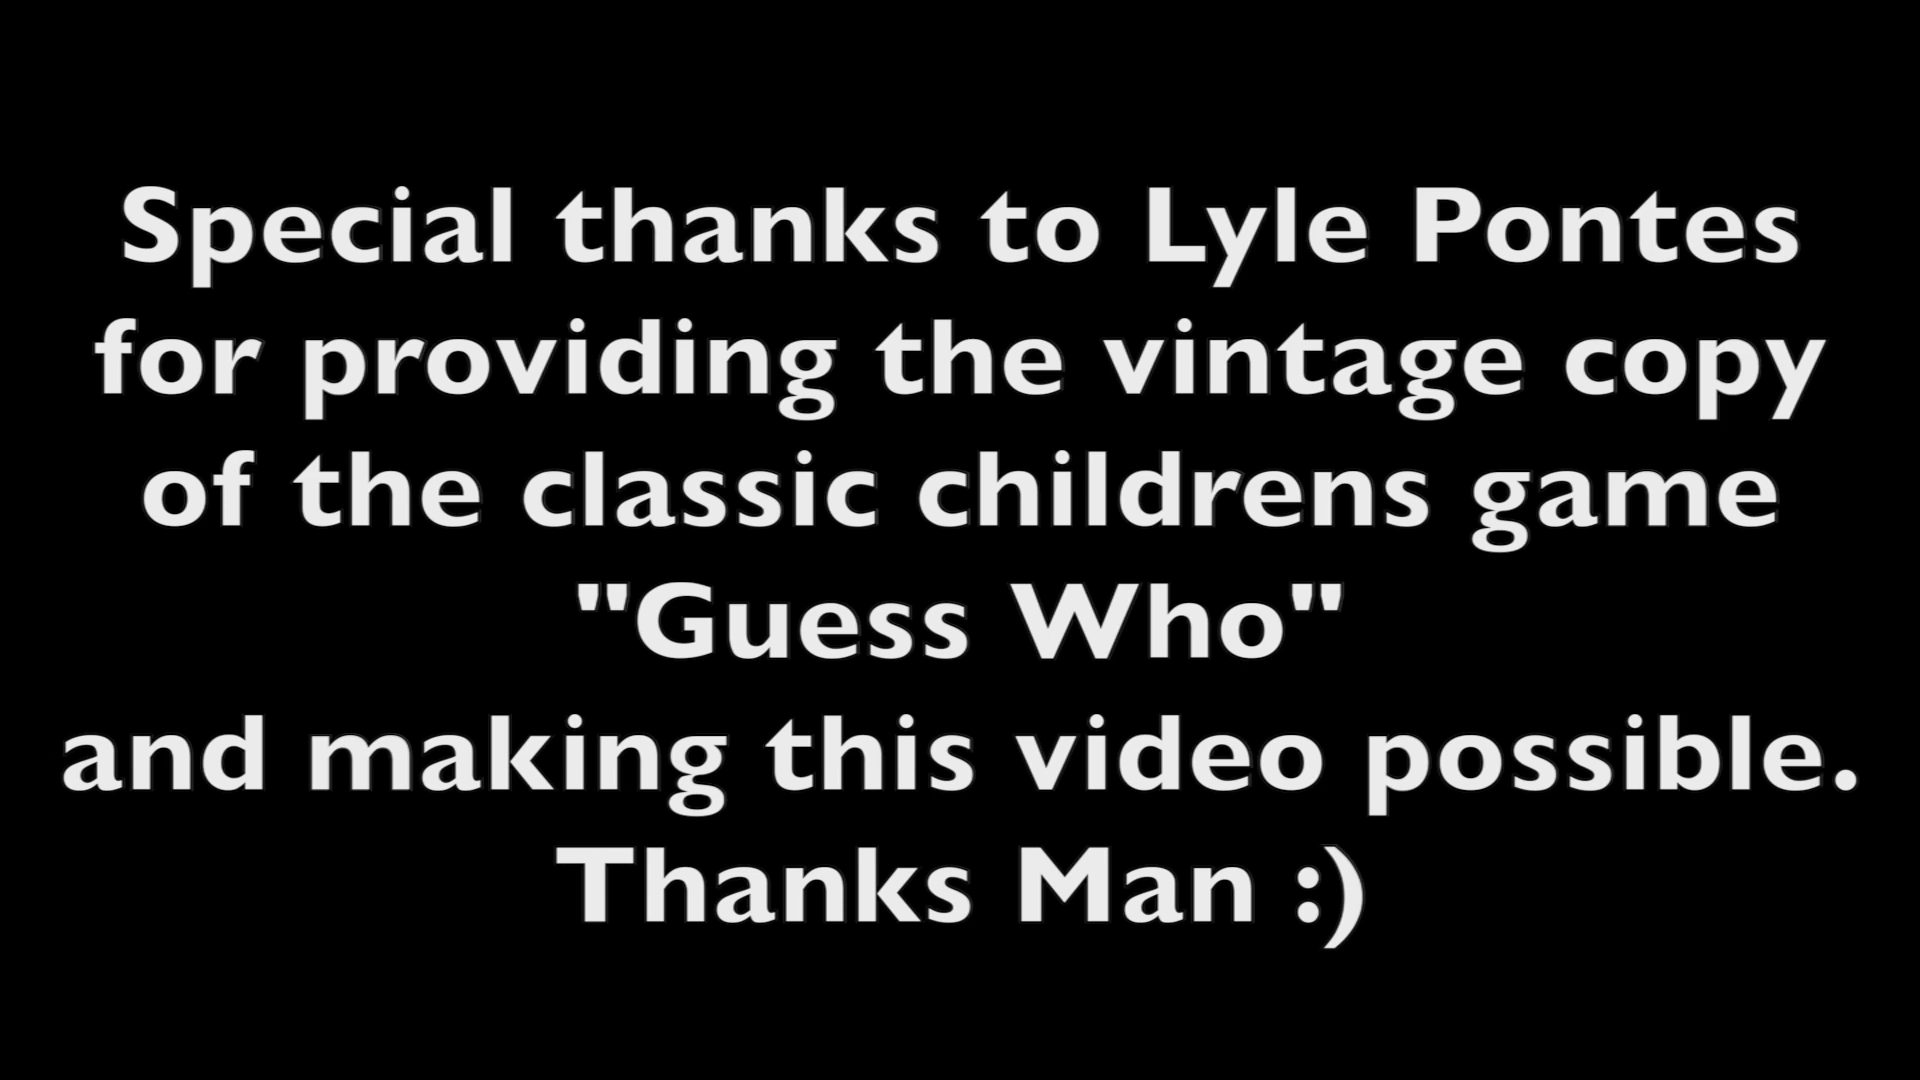 Special thanks to Lyle Pontes
for providing the vintage copy
of the classic childrens game
"Guess Who"
and making this video possible.
Thanks Man :)